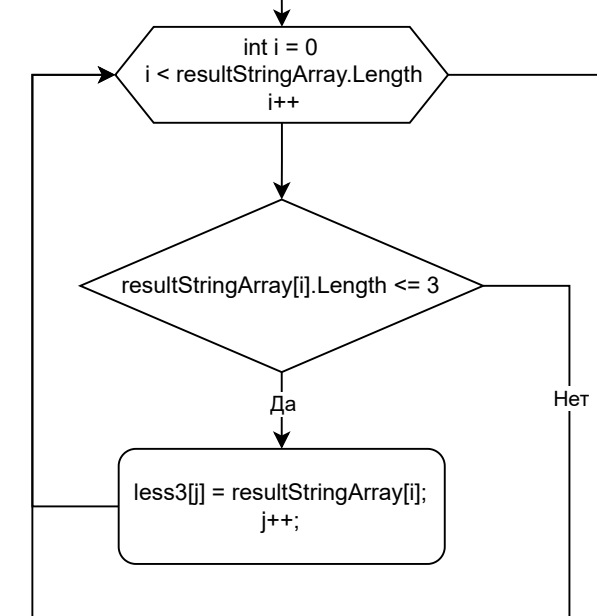 int i = 0
i < resultStringArray.Length
i++
resultStringArray[i].Length <= 3
Да
Нет
less3[j] = resultStringArray[i];
j++;